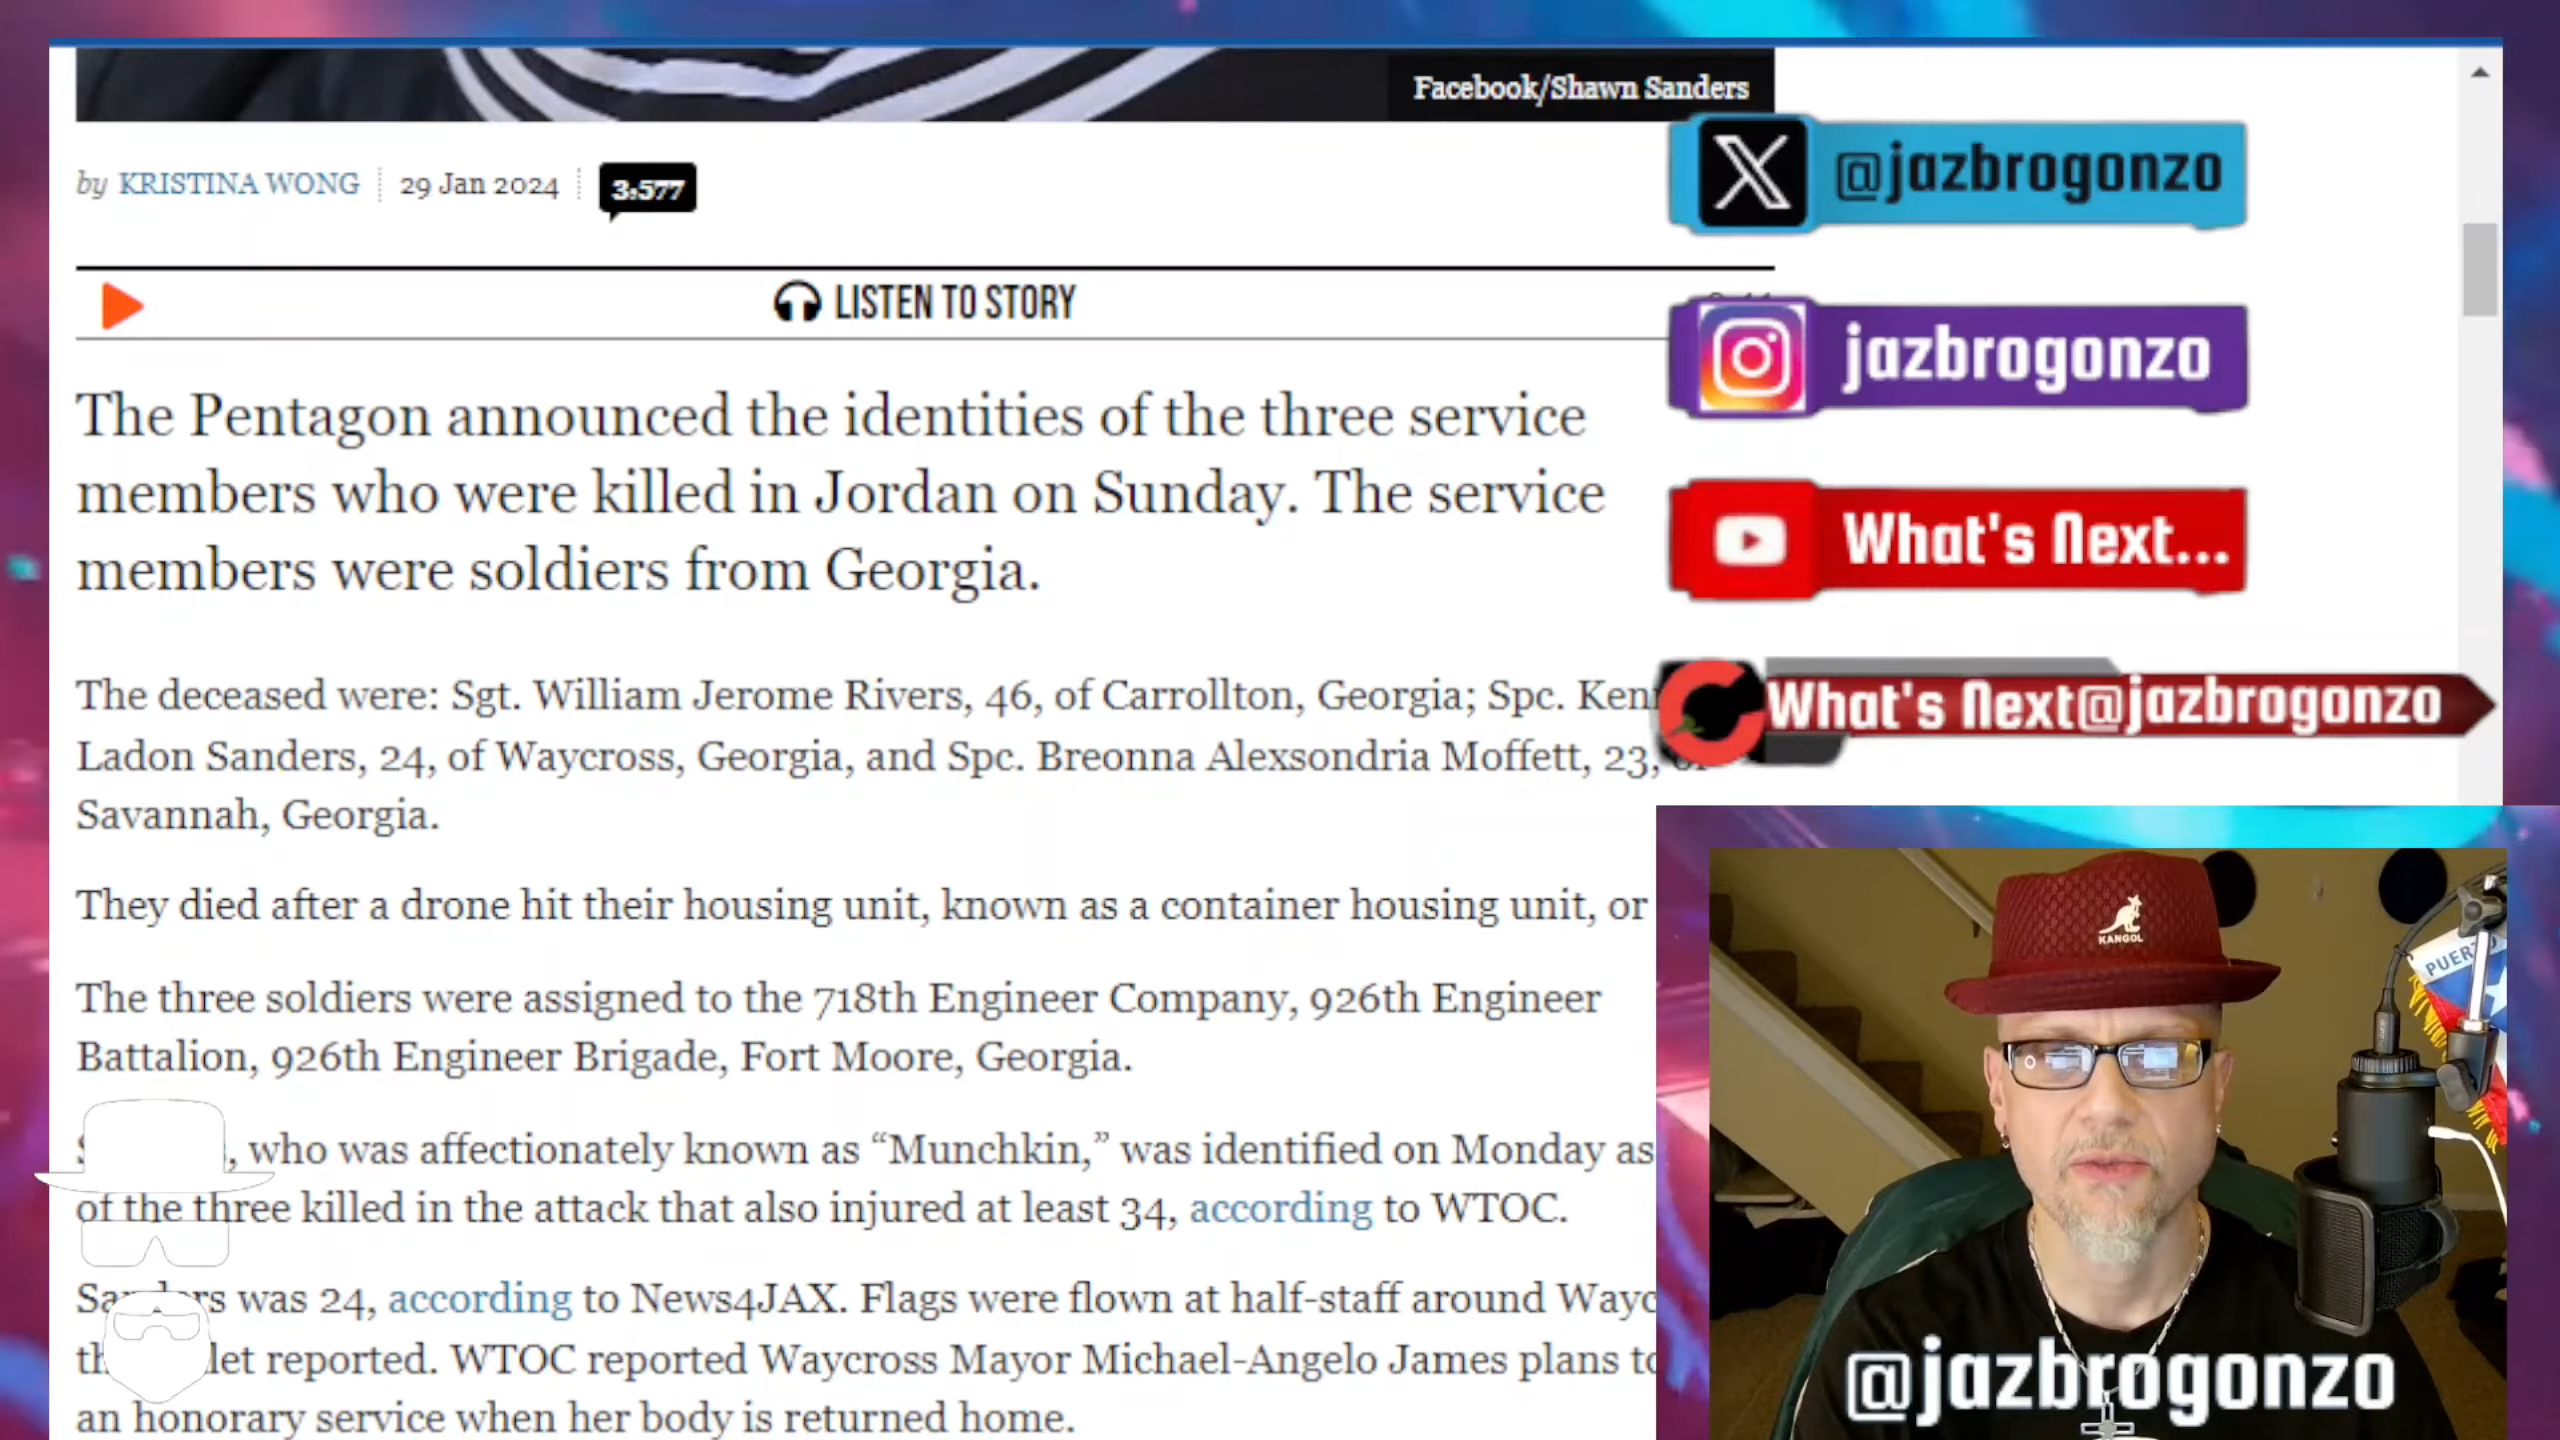 Facebook/Shawn Sanders
by KRISTINA WONG 29 Jan 2024 3,577
LISTEN TO STORY
The Pentagon announced the identities of the three service
members who were killed in Jordan on Sunday. The service
members were soldiers from Georgia.
The deceased were: Sgt. William Jerome Rivers, 46, of Carrollton, Georgia; Spc.
Ladon Sanders, 24, of Waycross, Georgia, and Spc. Breonna Alexsondria Moffett, 23,
Savannah, Georgia.
They died after a drone hit their housing unit, known as a container housing unit, or
The three soldiers were assigned to the 718th Engineer Company, 926th Engineer
Battalion, 926th Engineer Brigade, Fort Moore, Georgia.
, who was affectionately known as “Munchkin,” was identified on Monday as
of the three killed in the attack that also injured at least 34, according to WTOC.
was 24, according to News4JAX. Flags were flown at half-staff around
reported. WTOC reported Waycross Mayor Michael-Angelo James plans to
an honorary service when her body is returned home.
@jazbrogonzo
jazbrogonzo
What's Next...
What's Next@jazbrogonzo
KANGOL
PUERTO
@jazbrogonzo